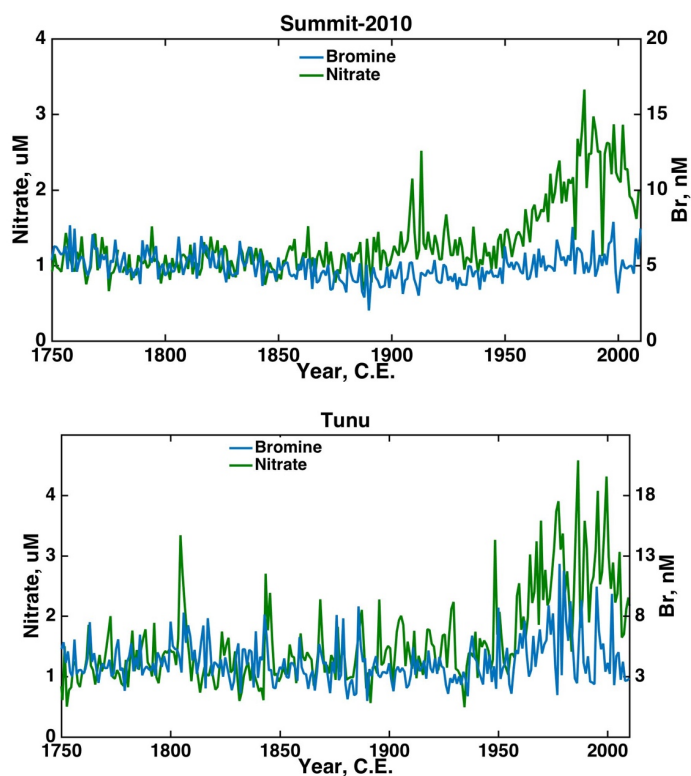 Summit-2010
4
3
2
1
0
Nitrate, uM
20
15
10
5
0
Br, nM
Bromine
Nitrate
1750 1800 1850 1900 1950 2000
Year, C.E.
Tunu
4
3
2
1
0
Nitrate, uM
18
13
8
3
Br, nM
Bromine
Nitrate
1750 1800 1850 1900 1950 2000
Year, C.E.